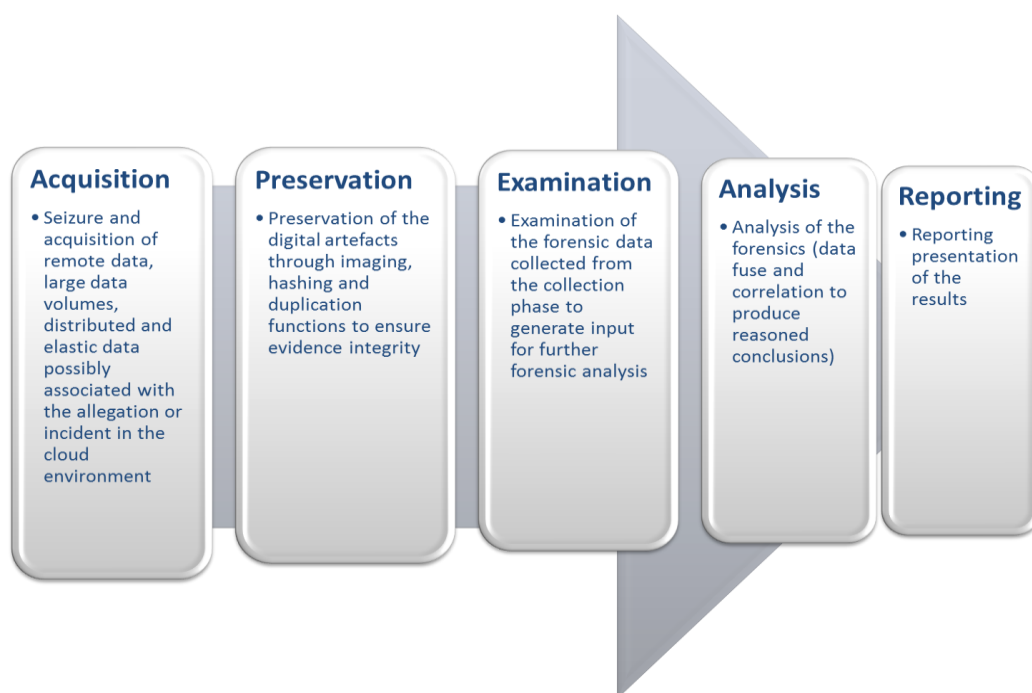 Acquisition
• Seizure and
acquisition of
remote data,
large data
volumes,
distributed and
elastic data
possibly
associated with
the allegation or
incident in the
cloud
environment
Preservation
• Preservation of the
digital artefacts
through imaging,
hashing and
duplication
functions to ensure
evidence integrity
Examination
• Examination of
the forensic data
collected from
the collection
phase to
generate input
for further
forensic analysis
Analysis
• Analysis of the
forensics (data
fuse and
correlation to
produce
reasoned
conclusions)
Reporting
• Reporting
presentation
of the
results